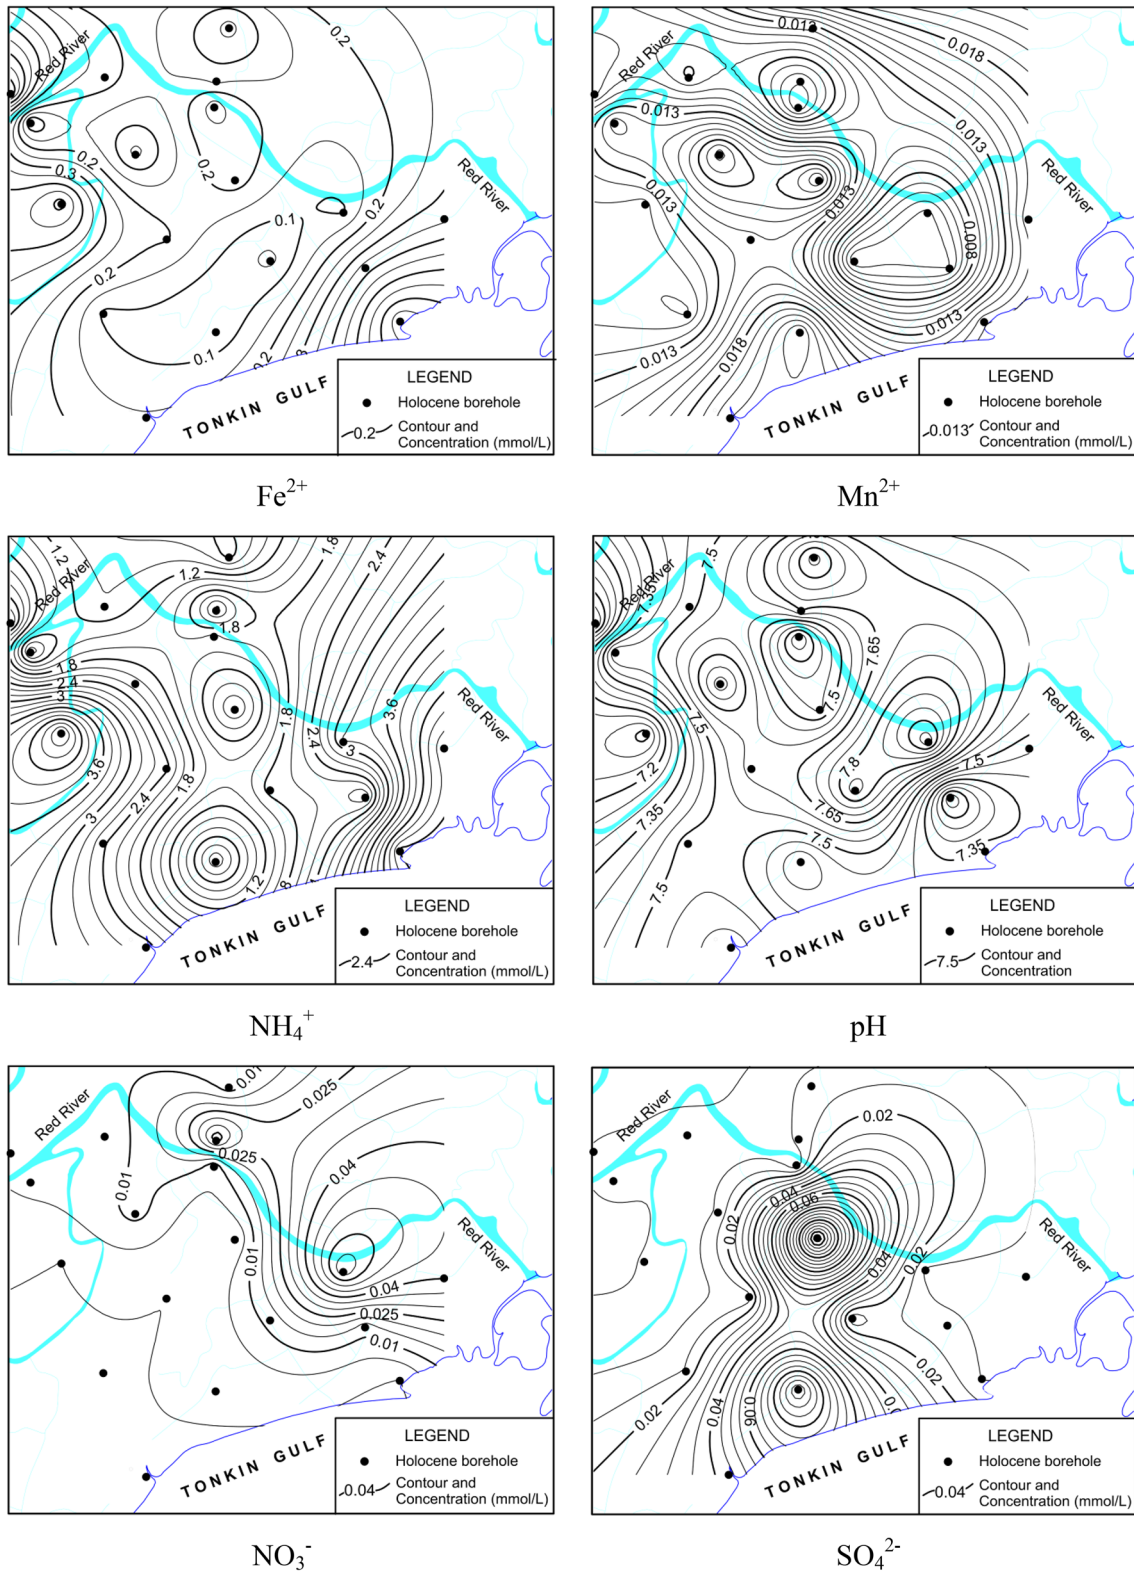 0.2
Red River
0.2
0.3
0.2
0.2
0.1
0.2
0.1
0.2
Red River
TONKIN GULF
LEGEND
Holocene borehole
0.2 Contour and
Concentration (mmol/L)
Fe2+
0.013
0.018
Red River
0.013
0.013
0.013
0.013
0.008
0.013
0.013
0.018
Red River
TONKIN GULF
LEGEND
Holocene borehole
0.013 Contour and
Concentration (mmol/L)
Mn2+
1.2
1.8
2.4
Red River
1.2
1.8
1.8
2.4
3
3.6
2.4
3
1.8
1.8
2.4
3
3.6
1.2
Red River
TONKIN GULF
LEGEND
Holocene borehole
2.4 Contour and
Concentration (mmol/L)
NH4+
7.5
7.35
Red River
7.65
7.5
7.5
7.2
7.35
7.5
7.8
7.65
7.5
7.5
7.35
Red River
TONKIN GULF
LEGEND
Holocene borehole
7.5 Contour and
Concentration
pH
0.01
0.025
Red River
0.025
0.04
0.01
0.01
0.04
0.025
0.01
Red River
TONKIN GULF
LEGEND
Holocene borehole
0.04 Contour and
Concentration (mmol/L)
NO3-
0.02
Red River
0.04
0.06
0.02
0.04
0.02
0.02
0.02
0.04
0.06
Red River
TONKIN GULF
LEGEND
Holocene borehole
0.04 Contour and
Concentration (mmol/L)
SO42-